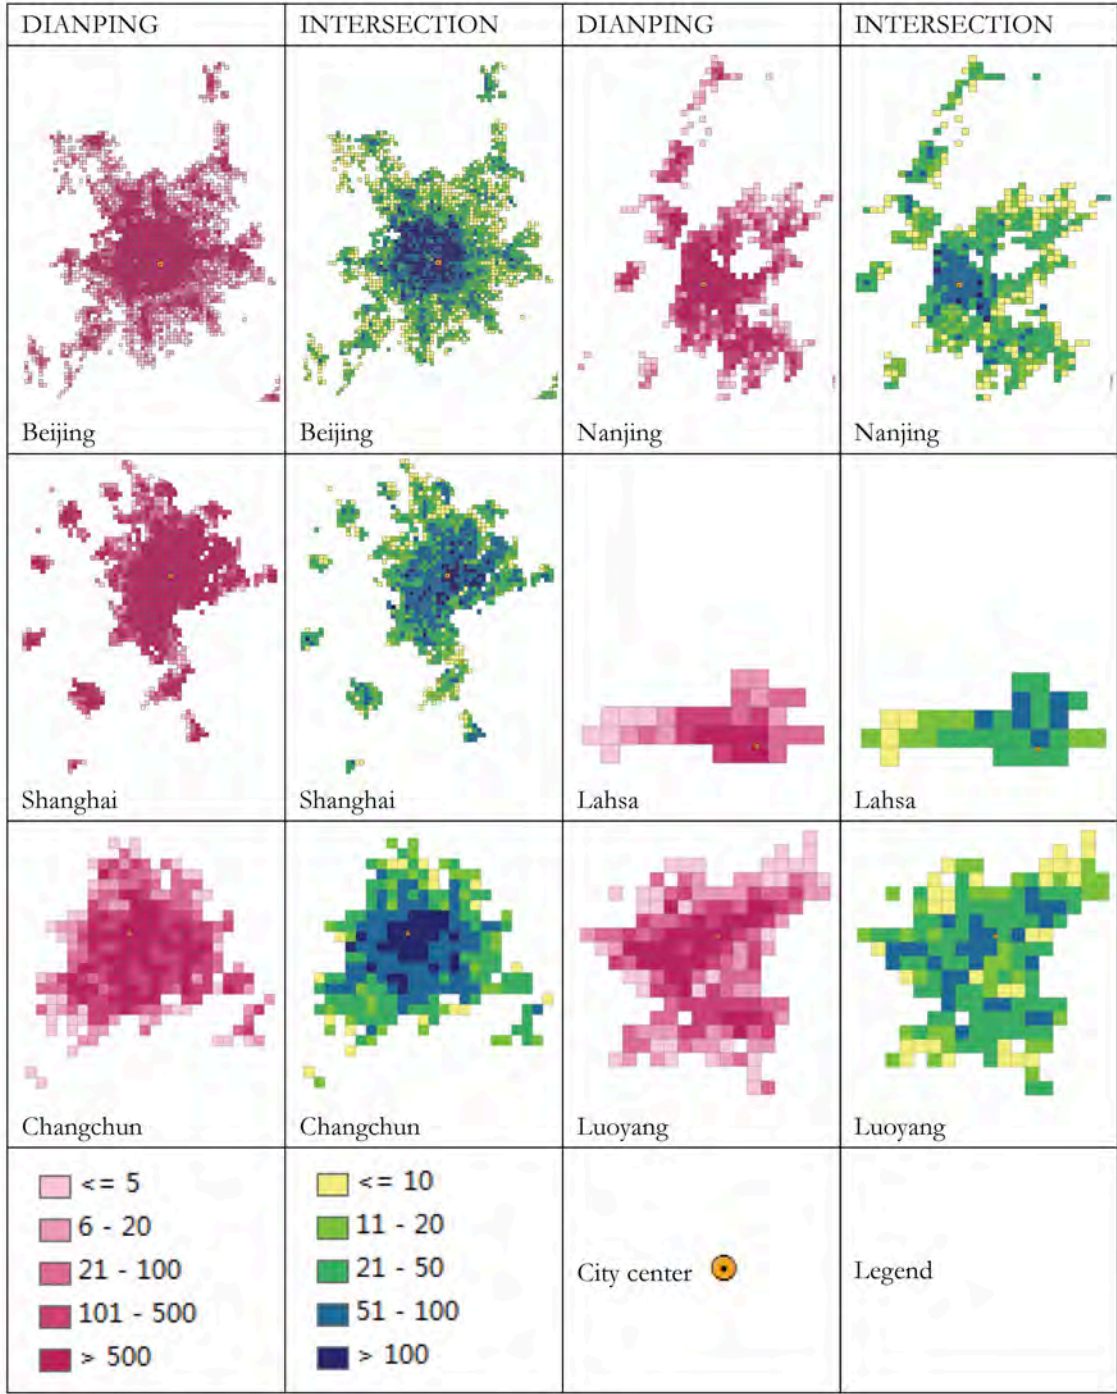 DIANPING INTERSECTION DIANPING INTERSECTION
Beijing Beijing Nanjing Nanjing
Shanghai Shanghai Lahsa Lahsa
Changchun Changchun Luoyang Luoyang
<= 5
6 - 20
21 - 100
101 - 500
> 500
<= 10
11 - 20
21 - 50
51 - 100
> 100
City center
Legend